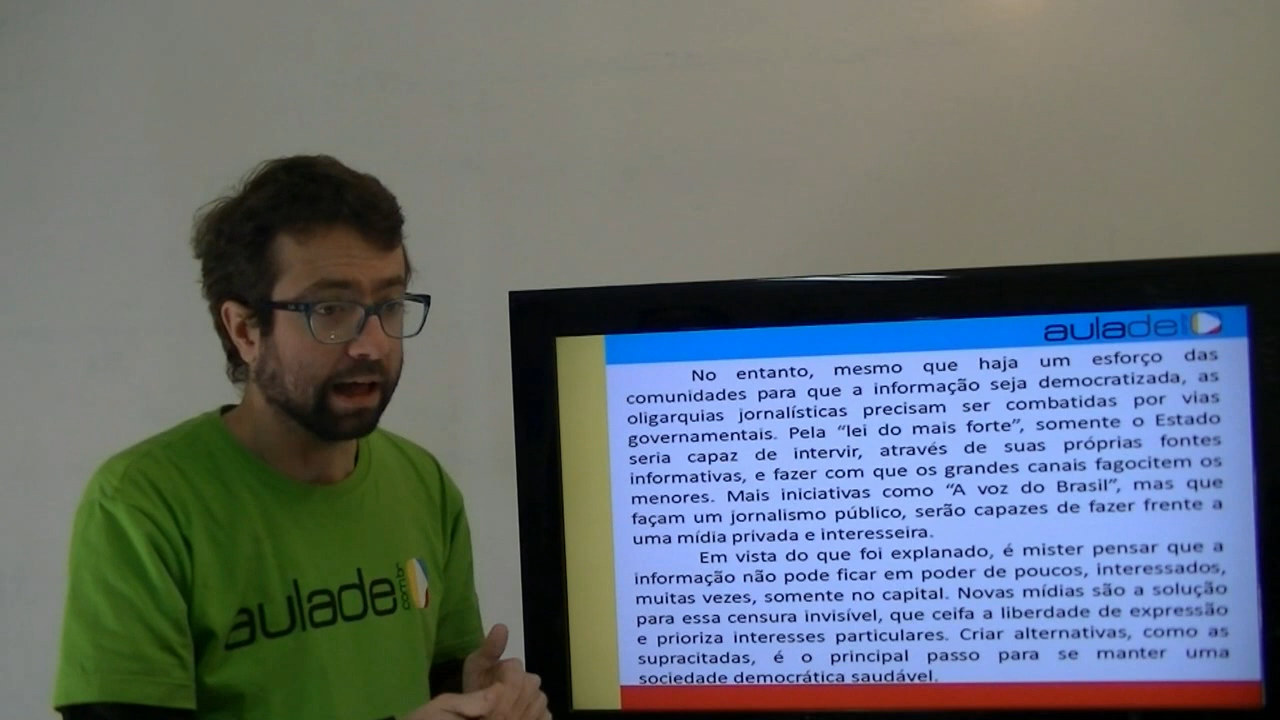 aulade
com.br
aulade
No entanto, mesmo que haja um esforço das
comunidades para que a informação seja democratizada, as
oligarquias jornalísticas precisam ser combatidas por vias
governamentais. Pela “lei do mais forte”, somente o Estado
seria capaz de intervir, através de suas próprias fontes
informativas, e fazer com que os grandes canais fagocitem os
menores. Mais iniciativas como “A voz do Brasil”, mas que
façam um jornalismo público, serão capazes de fazer frente a
uma mídia privada e interesseira.
Em vista do que foi explanado, é mister pensar que a
informação não pode ficar em poder de poucos, interessados,
muitas vezes, somente no capital. Novas mídias são a solução
para essa censura invisível, que ceifa a liberdade de expressão
e prioriza interesses particulares. Criar alternativas, como as
supracitadas, é o principal passo para se manter uma
sociedade democrática saudável.